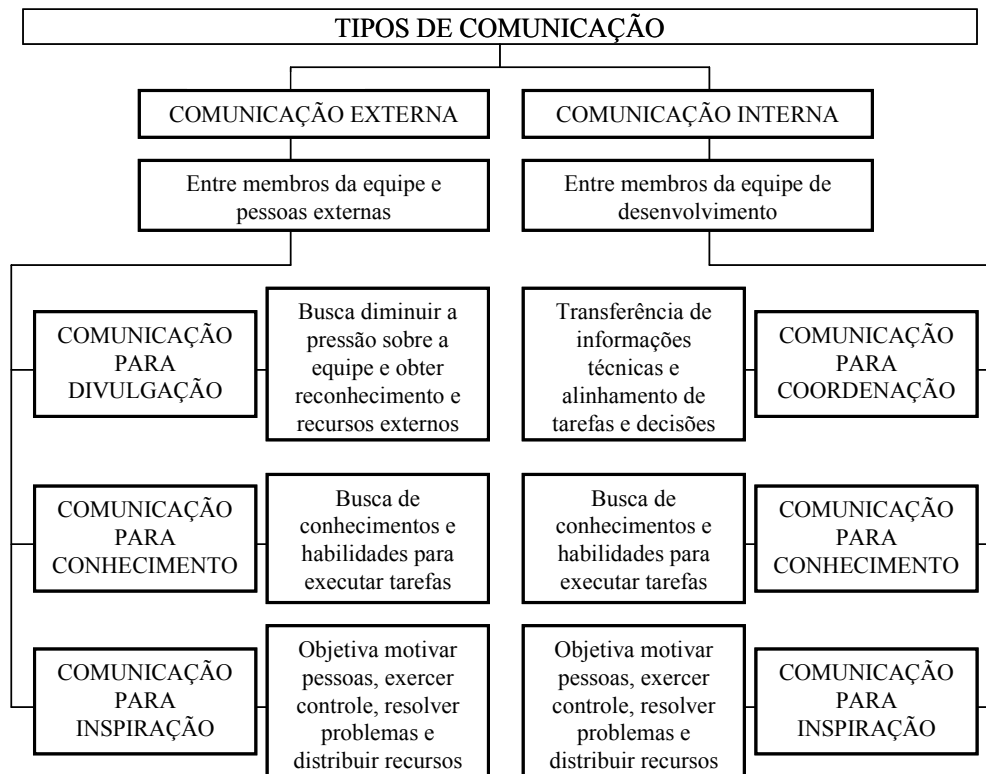 TIPOS DE COMUNICAÇÃO
COMUNICAÇÃO EXTERNA
COMUNICAÇÃO INTERNA
Entre membros da equipe e
pessoas externas
Entre membros da equipe de
desenvolvimento
COMUNICAÇÃO
PARA
DIVULGAÇÃO
Busca diminuir a
pressão sobre a
equipe e obter
reconhecimento e
recursos externos
Transferência de
informações
técnicas e
alinhamento de
tarefas e decisões
COMUNICAÇÃO
PARA
COORDENAÇÃO
COMUNICAÇÃO
PARA
CONHECIMENTO
Busca de
conhecimentos e
habilidades para
executar tarefas
Busca de
conhecimentos e
habilidades para
executar tarefas
COMUNICAÇÃO
PARA
CONHECIMENTO
COMUNICAÇÃO
PARA
INSPIRAÇÃO
Objetiva motivar
pessoas, exercer
controle, resolver
problemas e
distribuir recursos
Objetiva motivar
pessoas, exercer
controle, resolver
problemas e
distribuir recursos
COMUNICAÇÃO
PARA
INSPIRAÇÃO